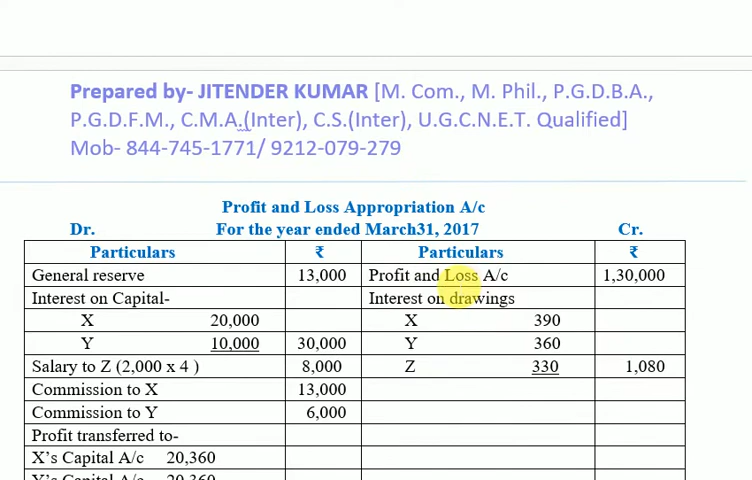 Prepared by- JITENDER KUMAR [M. Com., M. Phil., P.G.D.B.A.,
P.G.D.F.M., C.M.A.(Inter), C.S.(Inter), U.G.C.N.E.T. Qualified]
Mob- 844-745-1771/ 9212-079-279
Profit and Loss Appropriation A/c
Dr. For the year ended March31, 2017 Cr.
Particulars ₹ Particulars ₹
General reserve 13,000 Profit and Loss A/c 1,30,000
Interest on Capital- Interest on drawings
X 20,000 X 390
Y 10,000 30,000 Y 360
Salary to Z (2,000 x 4 ) 8,000 Z 330 1,080
Commission to X 13,000
Commission to Y 6,000
Profit transferred to-
X's Capital A/c 20,360
Y's Capital A/c 20,360